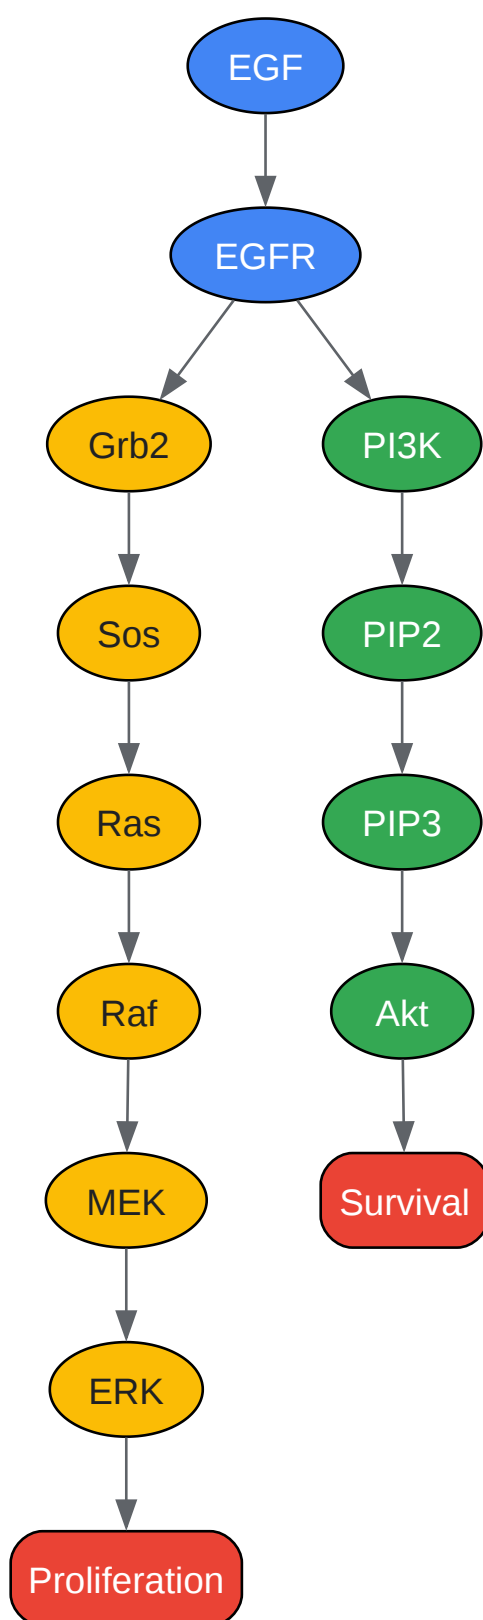 EGF
EGFR
Grb2
PI3K
Sos
PIP2
Ras
PIP3
Raf
Akt
MEK
Survival
ERK
Proliferation